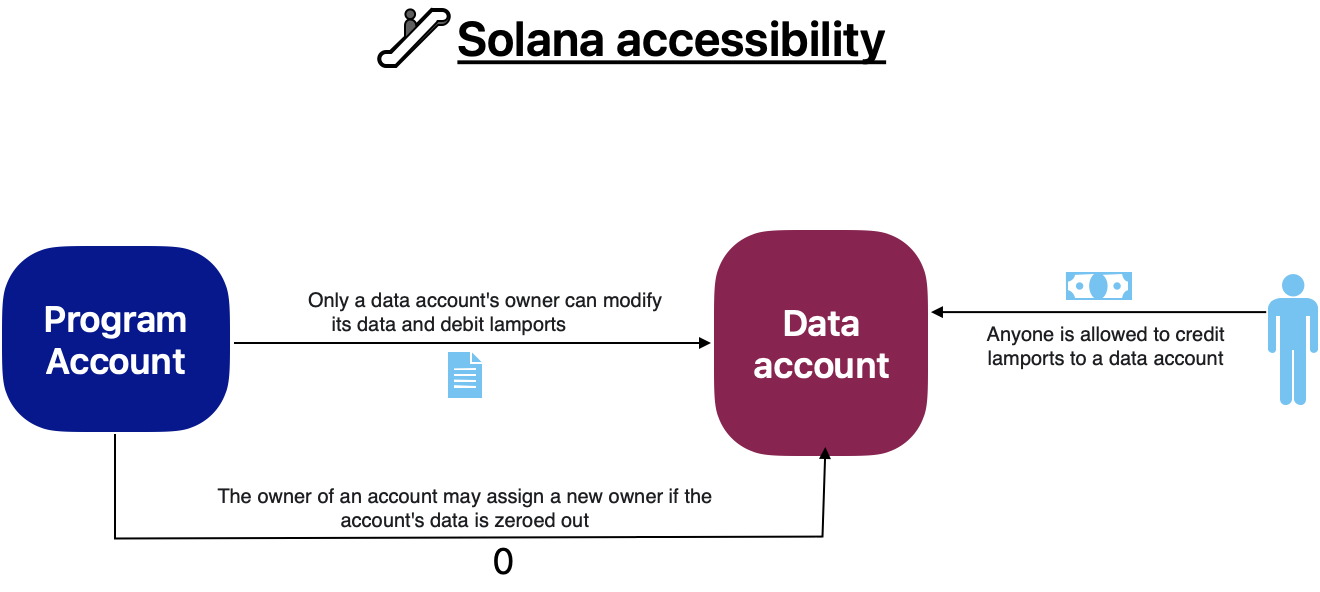 Solana accessibility
Program
Account
Only a data account's owner can modify
its data and debit lamports
Data
account
Anyone is allowed to credit
lamports to a data account
The owner of an account may assign a new owner if the
account's data is zeroed out
0